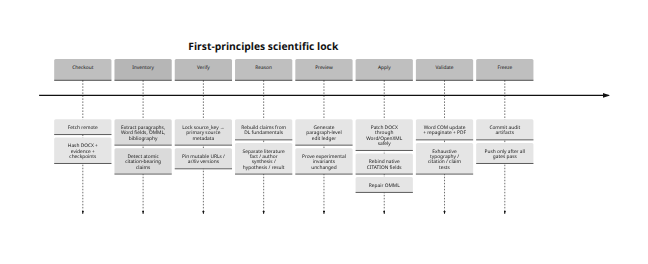 First-principles scientific lock
Checkout
Inventory
Verify
Reason
Preview
Apply
Validate
Freeze
Fetch remote
Hash DOCX +
evidence +
checkpoints
Extract paragraphs,
Word fields, OMML,
bibliography
Detect atomic
citation-bearing
claims
Lock source_key ↔
primary source
metadata
Pin mutable URLs /
arXiv versions
Rebuild claims from
DL fundamentals
Separate literature
fact / author
synthesis /
hypothesis / result
Generate
paragraph-level
edit ledger
Prove experimental
invariants
unchanged
Patch DOCX
through
Word/OpenXML
safely
Rebind native
CITATION fields
Repair OMML
Word COM update
+ repaginate + PDF
Exhaustive
typography /
citation / claim
tests
Commit audit
artifacts
Push only after all
gates pass